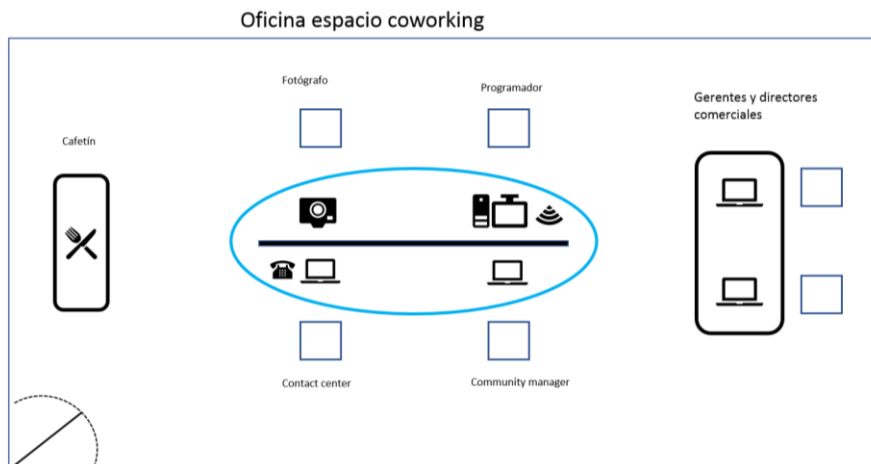 Oficina espacio coworking
Fotógrafo
Programador
Gerentes y directores
comerciales
Cafetín
Contact center
Community manager